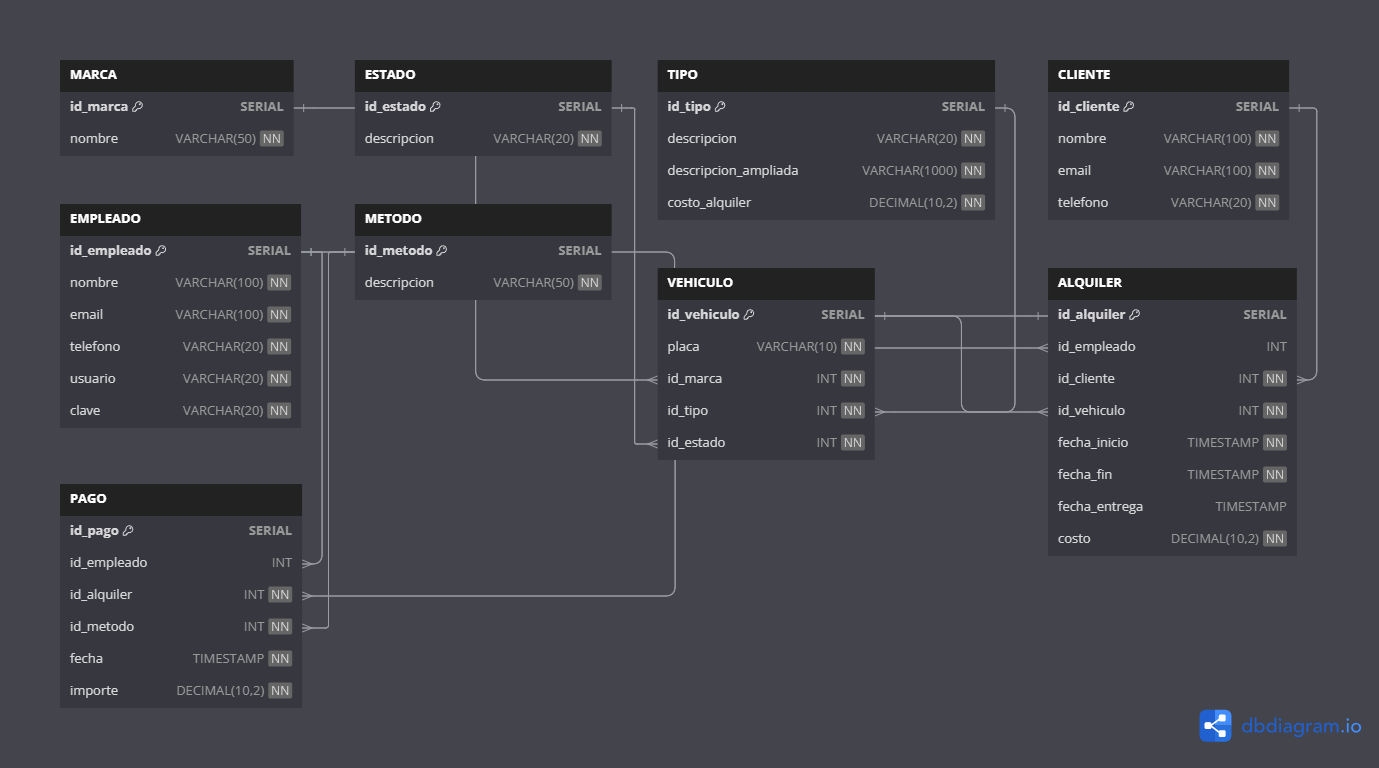 MARCA
id_marca SERIAL
nombre VARCHAR(50) NN
ESTADO
id_estado SERIAL
descripcion VARCHAR(20) NN
TIPO
id_tipo SERIAL
descripcion VARCHAR(20) NN
descripcion_ampliada VARCHAR(1000) NN
costo_alquiler DECIMAL(10,2) NN
CLIENTE
id_cliente SERIAL
nombre VARCHAR(100) NN
email VARCHAR(100) NN
telefono VARCHAR(20) NN
EMPLEADO
id_empleado SERIAL
nombre VARCHAR(100) NN
email VARCHAR(100) NN
telefono VARCHAR(20) NN
usuario VARCHAR(20) NN
clave VARCHAR(20) NN
METODO
id_metodo SERIAL
descripcion VARCHAR(50) NN
VEHICULO
id_vehiculo SERIAL
placa VARCHAR(10) NN
id_marca INT NN
id_tipo INT NN
id_estado INT NN
ALQUILER
id_alquiler SERIAL
id_empleado INT
id_cliente INT NN
id_vehiculo INT NN
fecha_inicio TIMESTAMP NN
fecha_fin TIMESTAMP NN
fecha_entrega TIMESTAMP
costo DECIMAL(10,2) NN
PAGO
id_pago SERIAL
id_empleado INT
id_alquiler INT NN
id_metodo INT NN
fecha TIMESTAMP NN
importe DECIMAL(10,2) NN
dbdiagram.io